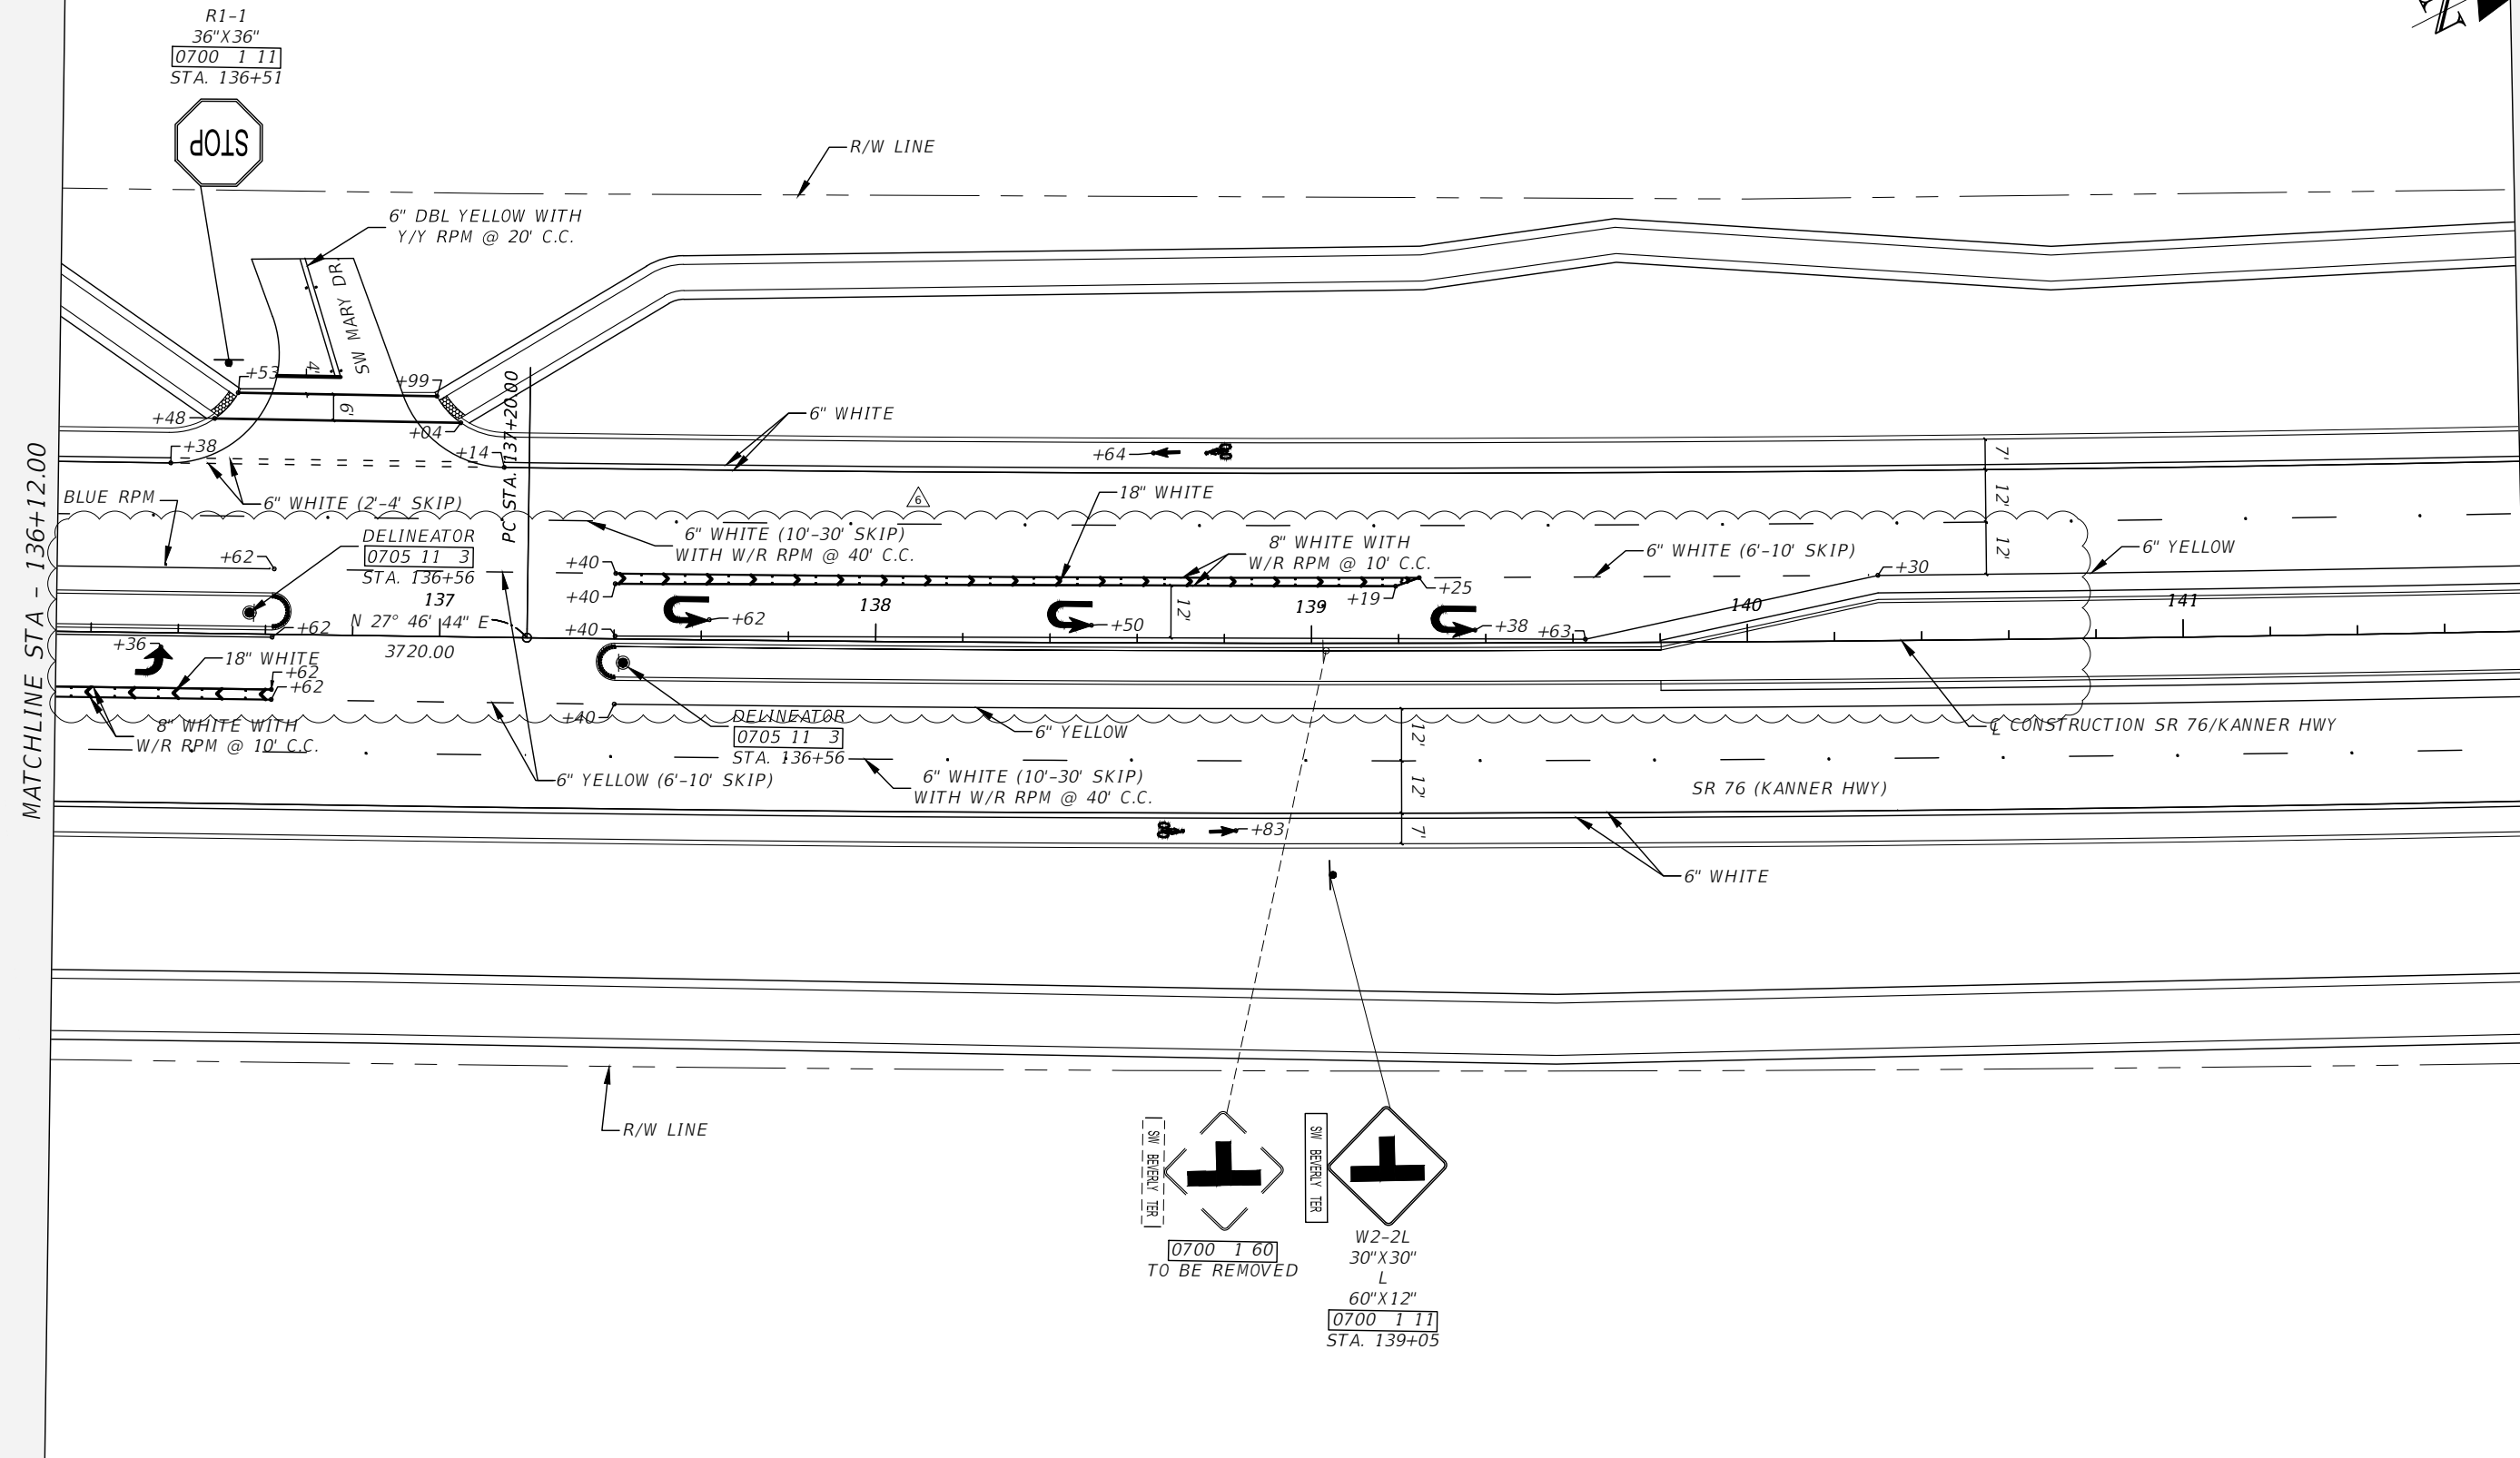 R1-1
36"X36"
0700 1 11
STA. 136+51
STOP
R/W LINE
6" DBL YELLOW WITH
Y/Y RPM @ 20' C.C.
SW MARY DR.
4'
+53
+99
+48
6'
+04
+38
+14
PC STA. 137+20.00
6" WHITE
+64
7'
12'
12'
MATCHLINE STA - 136+12.00
BLUE RPM
6" WHITE (2'-4' SKIP)
6
18" WHITE
DELINEATOR
0705 11 3
STA. 136+56
6" WHITE (10'-30' SKIP)
WITH W/R RPM @ 40' C.C.
8" WHITE WITH
W/R RPM @ 10' C.C.
6" WHITE (6'-10' SKIP)
6" YELLOW
+62
+40
+40
+25
+19
+30
137
138
139
140
141
12'
N 27° 46' 44" E
3720.00
+62
+40
+62
+50
+38
+63
+36
18" WHITE
+62
+62
8" WHITE WITH
W/R RPM @ 10' C.C.
+40
DELINEATOR
0705 11 3
STA. 136+56
6" YELLOW
12'
12'
7'
℄ CONSTRUCTION SR 76/KANNER HWY
6" YELLOW (6'-10' SKIP)
6" WHITE (10'-30' SKIP)
WITH W/R RPM @ 40' C.C.
SR 76 (KANNER HWY)
+83
6" WHITE
R/W LINE
SW BEVERLY TER
SW BEVERLY TER
0700 1 60
TO BE REMOVED
W2-2L
30"X30"
L
60"X12"
0700 1 11
STA. 139+05